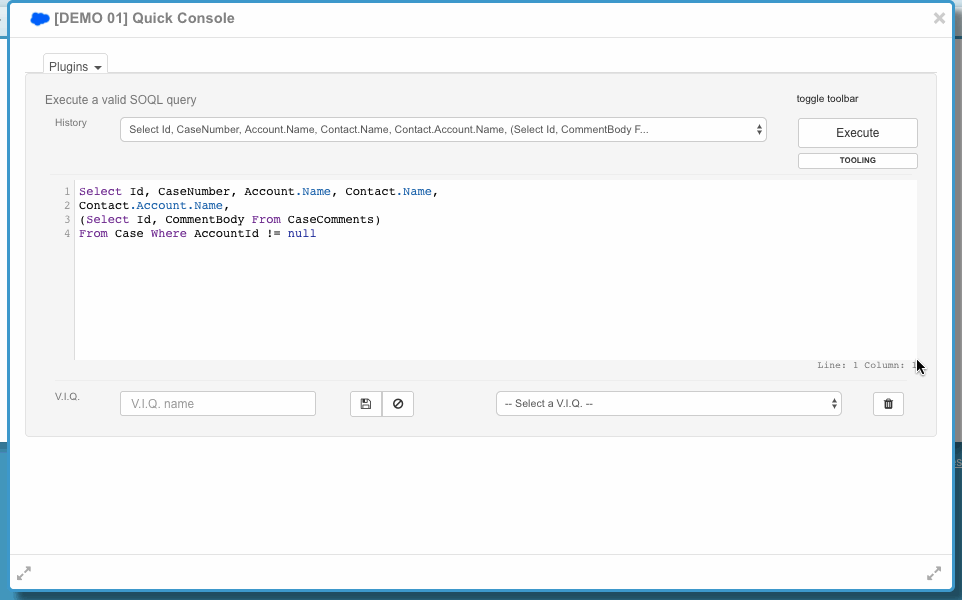 [DEMO 01] Quick Console
Plugins
Execute a valid SOQL query
toggle toolbar
History
Select Id, CaseNumber, Account.Name, Contact.Name, Contact.Account.Name, (Select Id, CommentBody F...
Execute
TOOLING
1 Select Id, CaseNumber, Account.Name, Contact.Name,
2 Contact.Account.Name,
3 (Select Id, CommentBody From CaseComments)
4 From Case Where AccountId != null
Line: 1 Column: 
V.I.Q.
V.I.Q. name
-- Select a V.I.Q. --